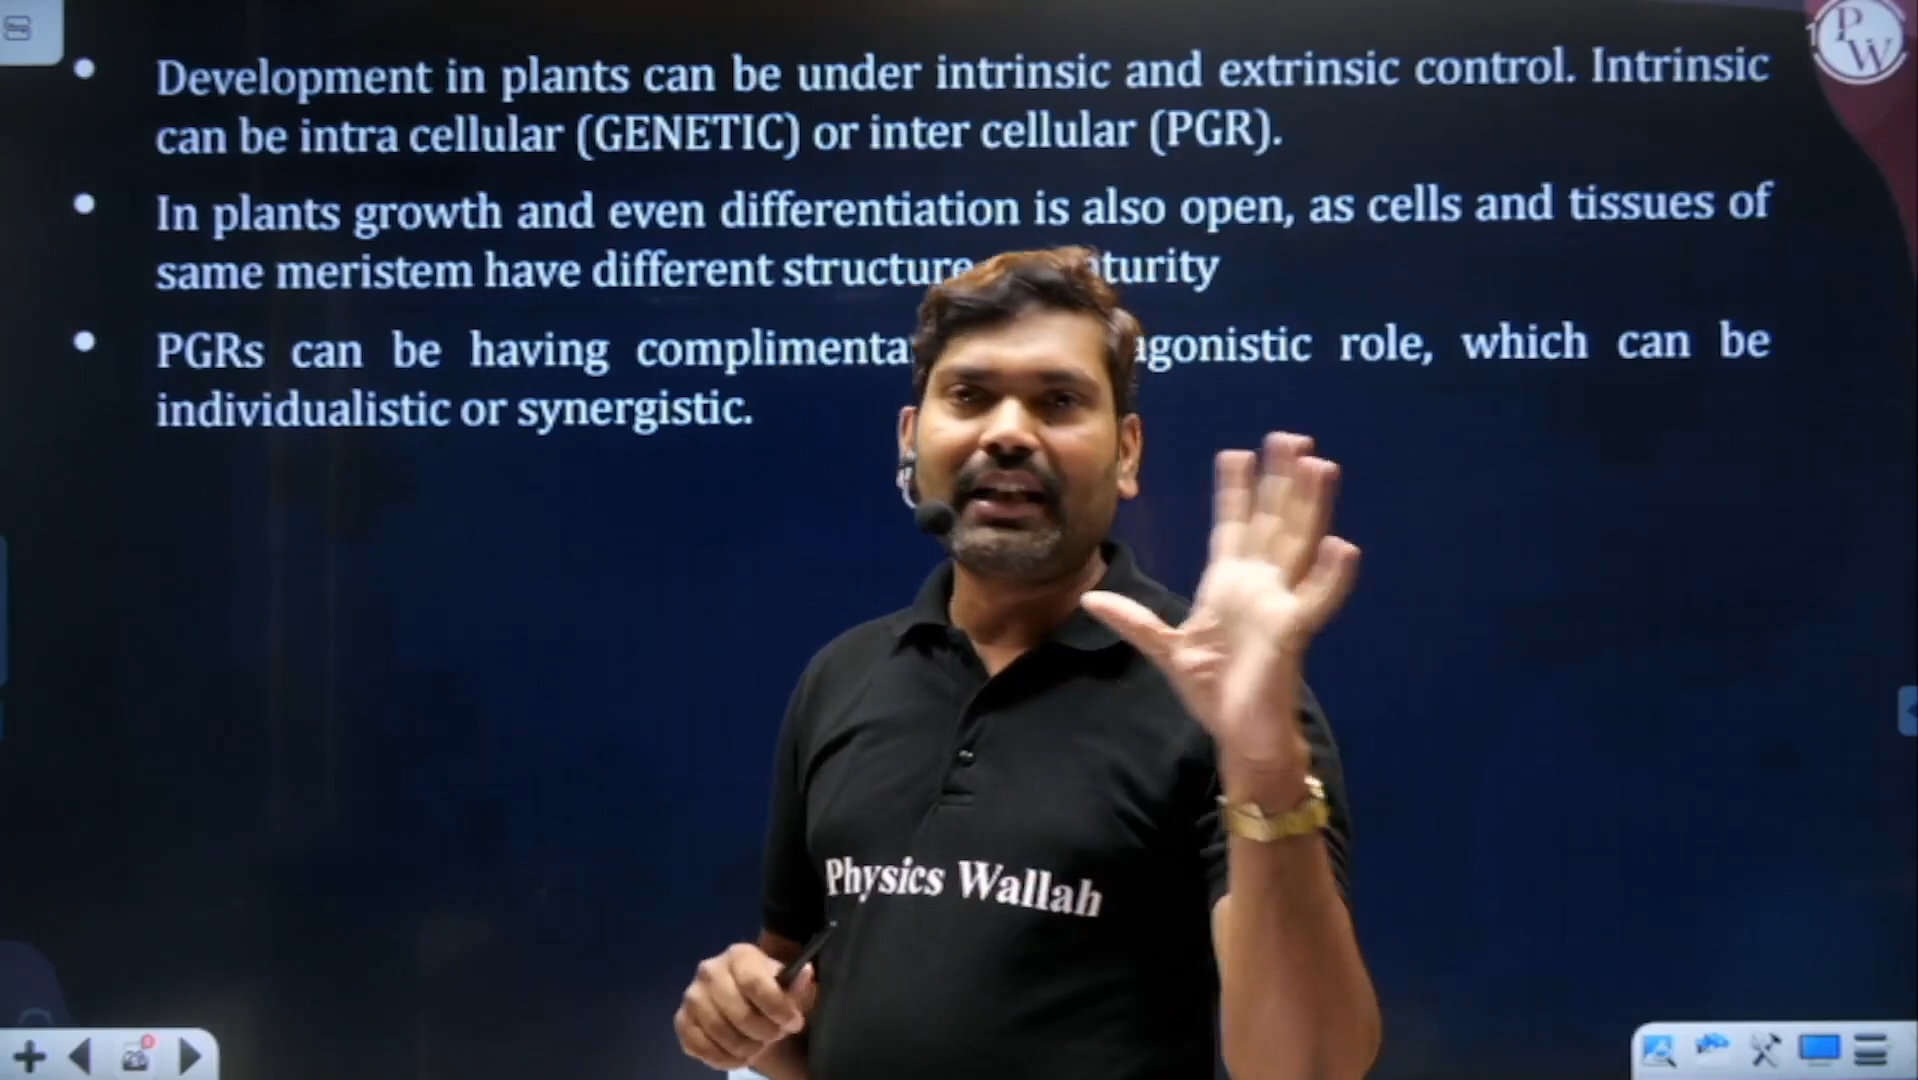 PW
Development in plants can be under intrinsic and extrinsic control. Intrinsic
can be intra cellular (GENETIC) or inter cellular (PGR).
In plants growth and even differentiation is also open, as cells and tissues of
same meristem have different structure
PGRs can be having role, which can be
individualistic or synergistic.
Physics Wallah